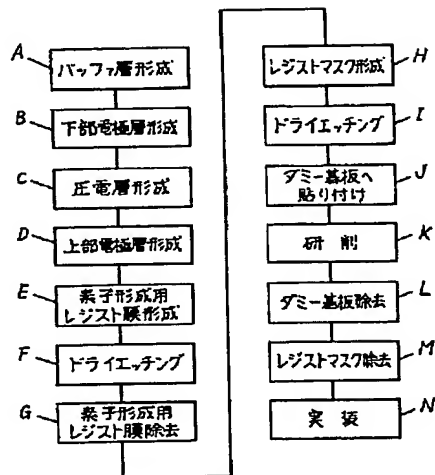 A
バッファ層形成
B
下部電極層形成
C
圧電層形成
D
上部電極層形成
E
素子形成用
レジスト膜形成
F
ドライエッチング
G
素子形成用
レジスト膜除去
H
レジストマスク形成
I
ドライエッチング
J
ダミー基板へ
貼り付け
K
研削
L
ダミー基板除去
M
レジストマスク除去
N
実装